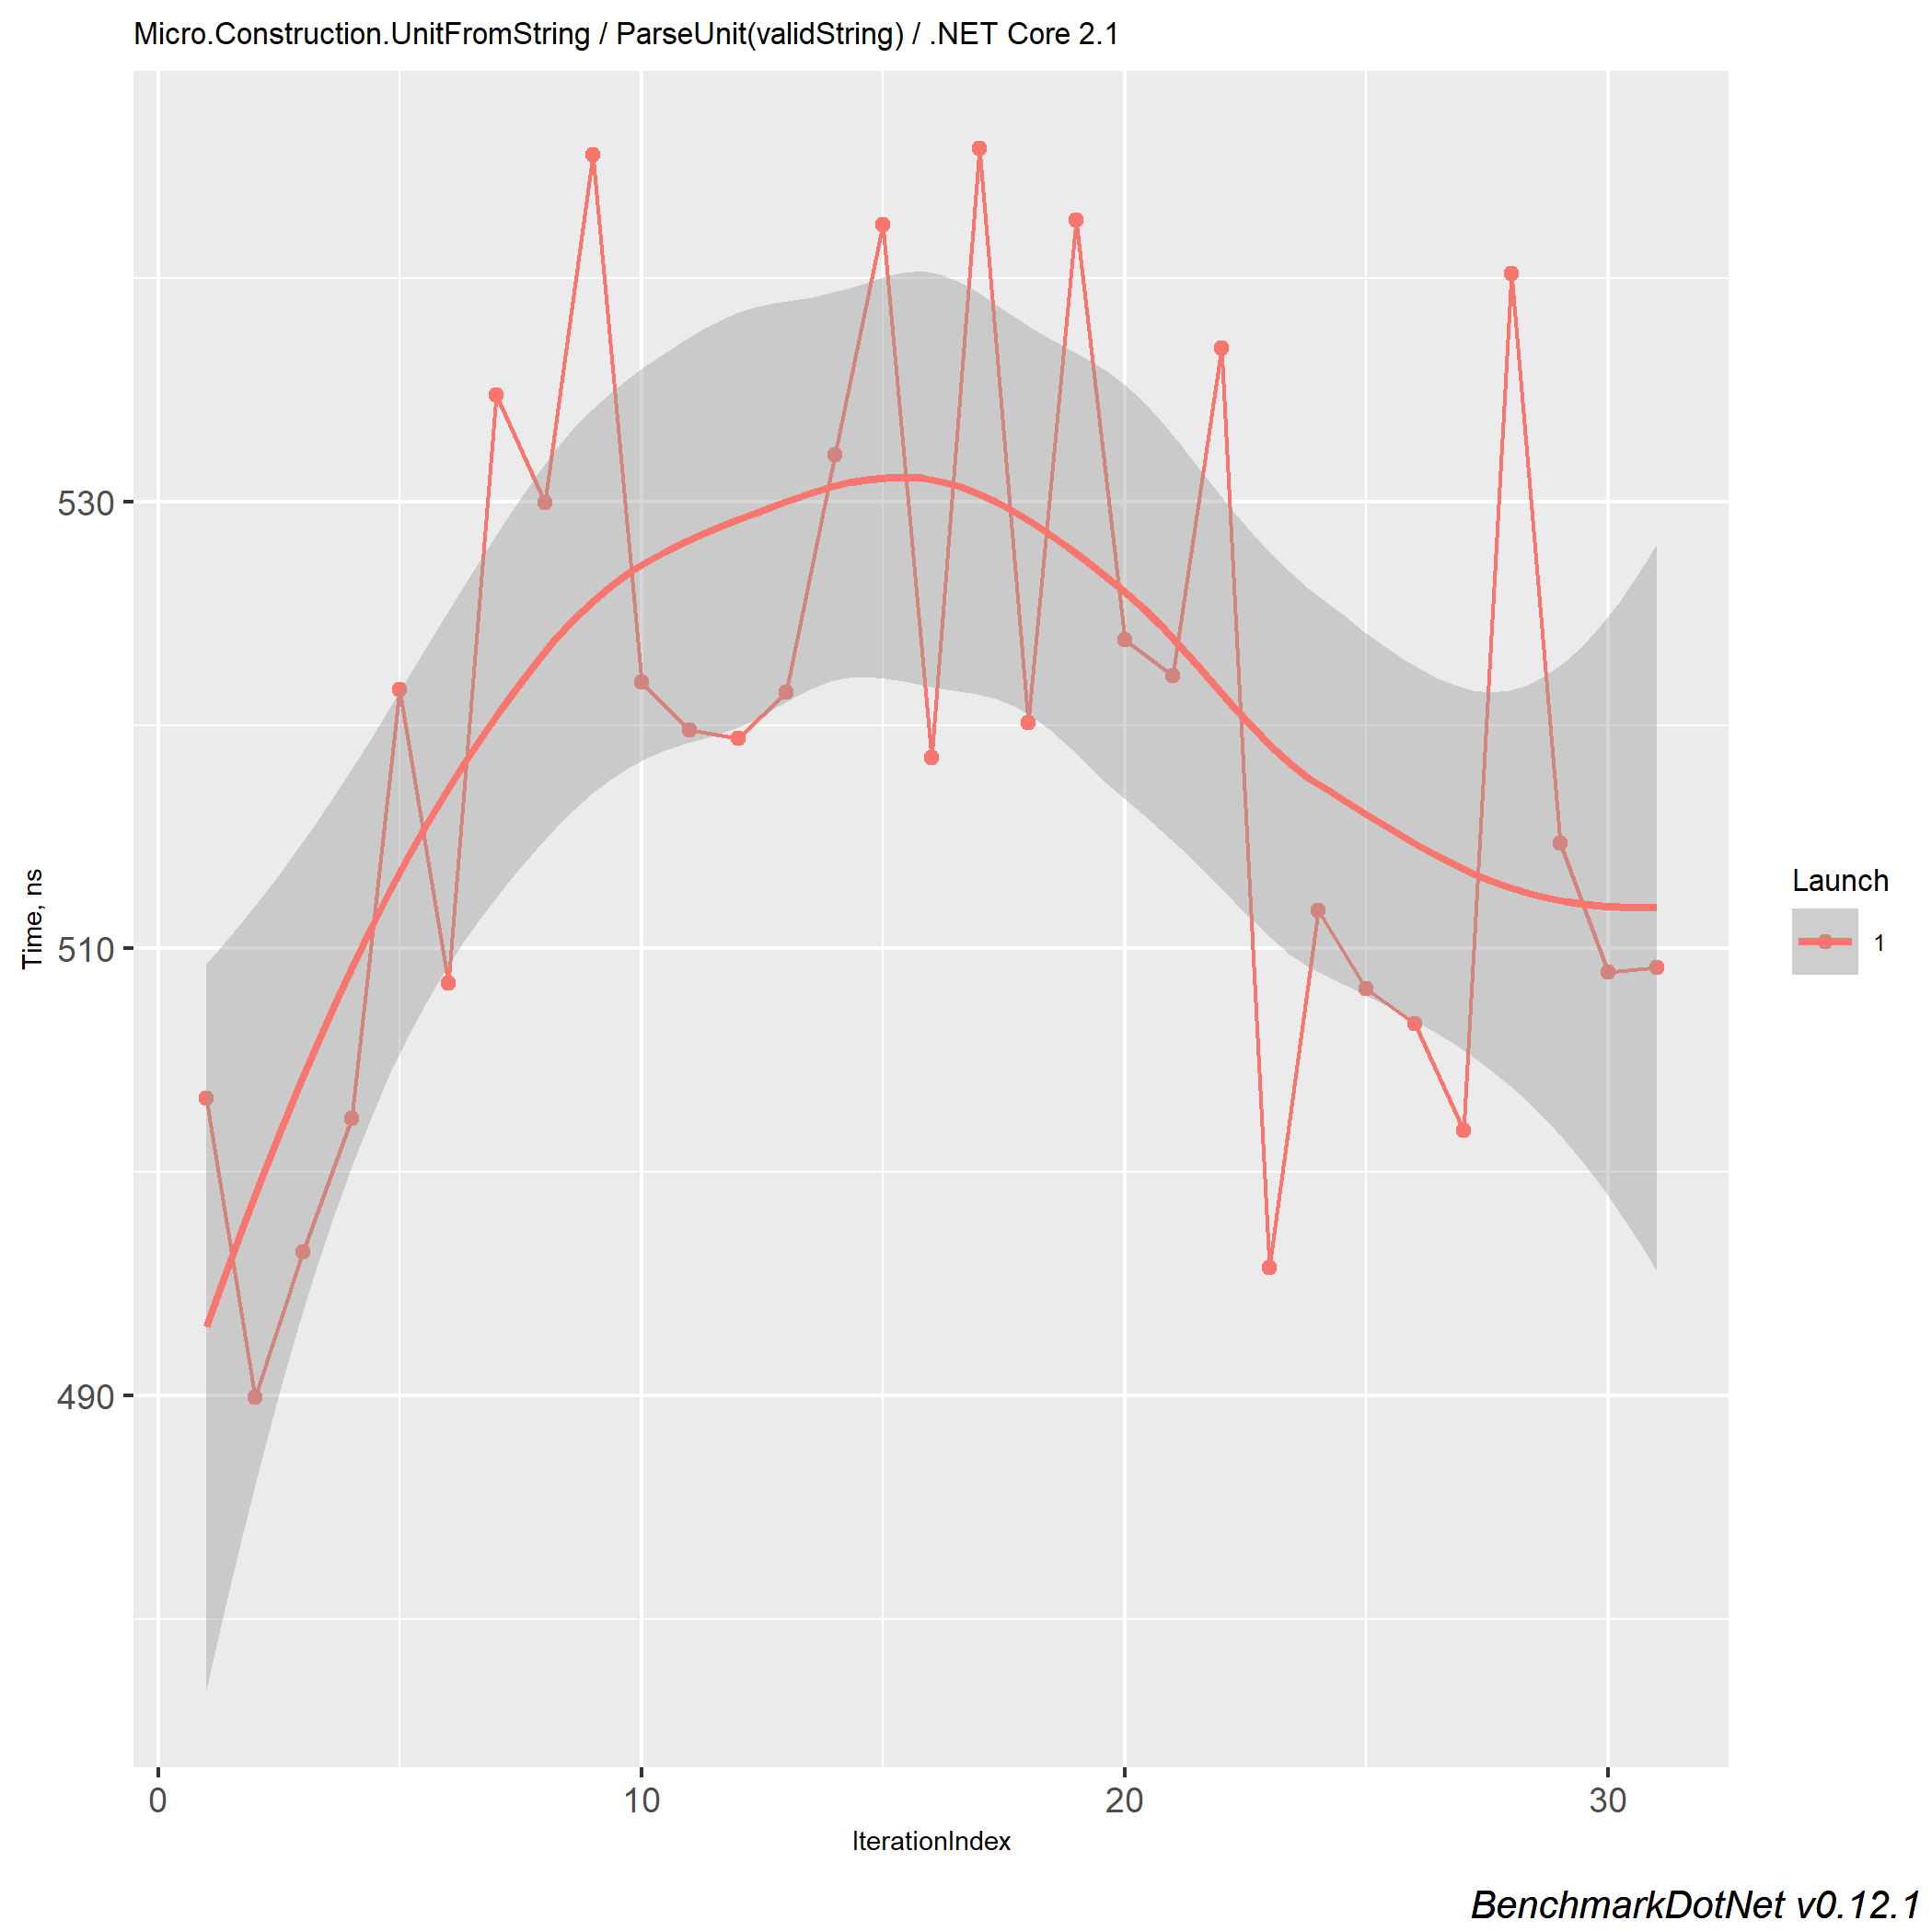 Micro.Construction.UnitFromString / ParseUnit(validString) / .NET Core 2.1
530
510
490
Time, ns
0 10 20 30
IterationIndex
Launch
1
BenchmarkDotNet v0.12.1